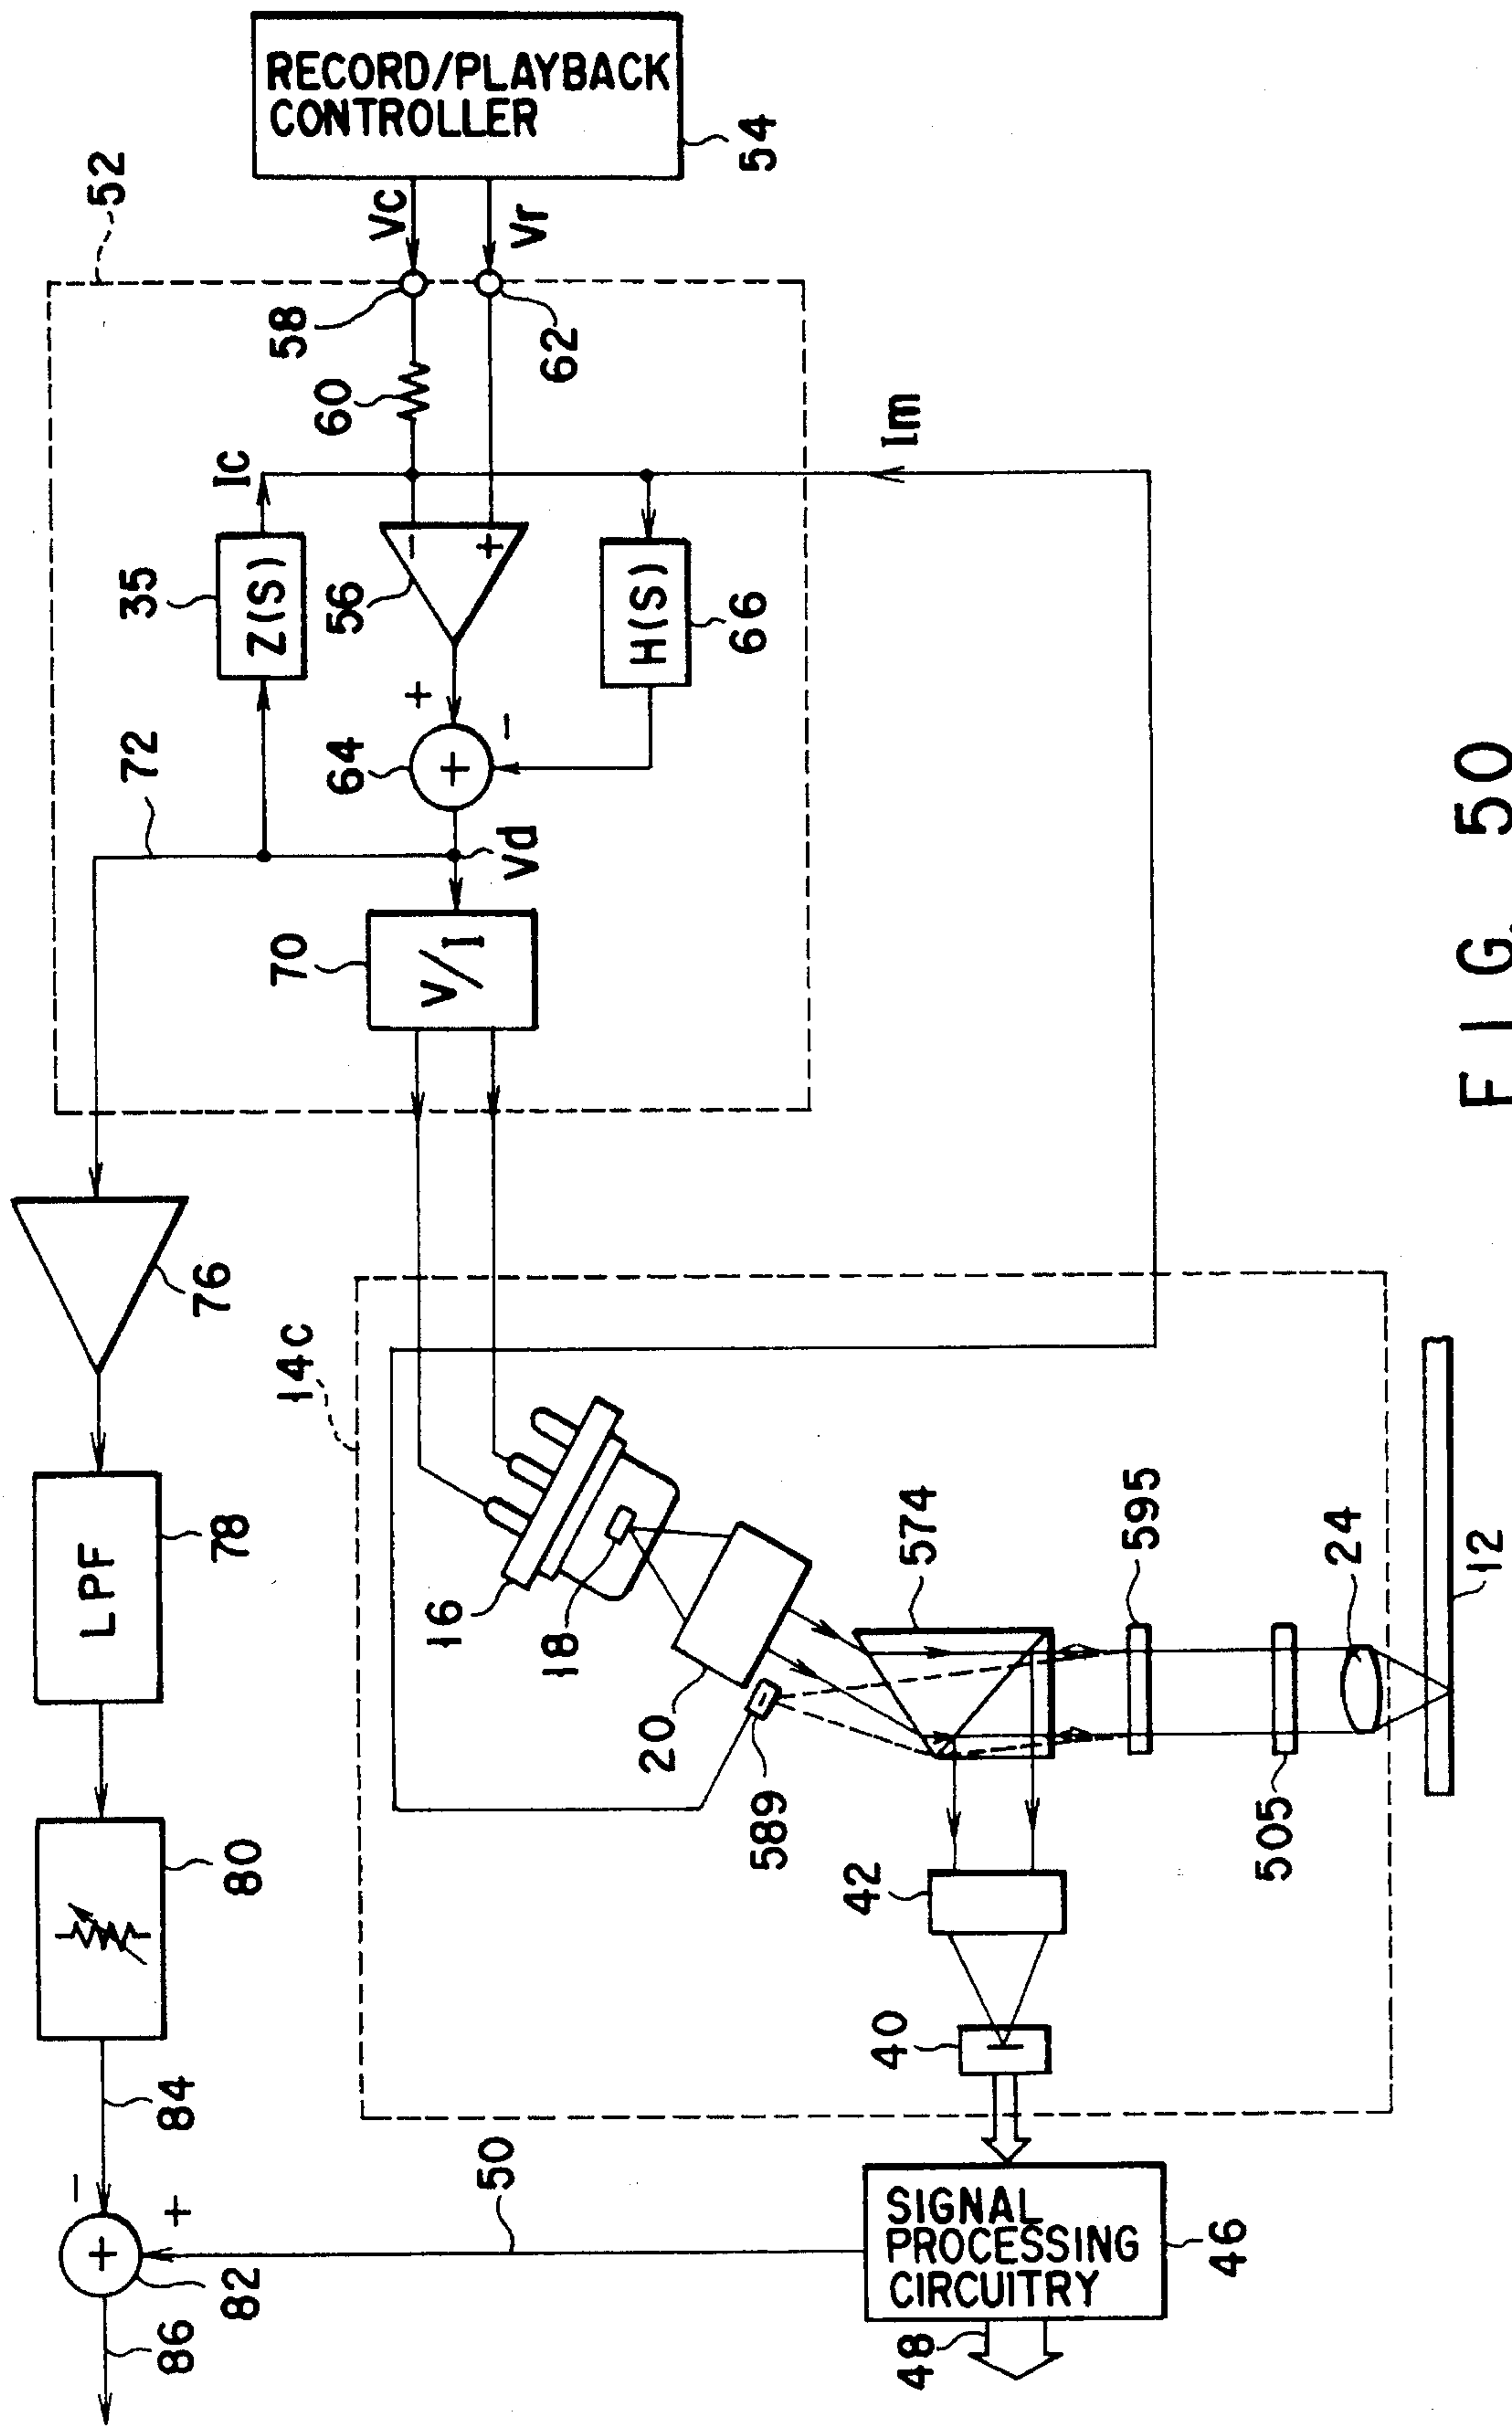 RECORD/PLAYBACK
CONTROLLER
54
52
Vc
Vr
58
62
60
Ic
Im
35
Z(S)
56
−
+
H(S)
66
+
−
64
+
72
Vd
70
V/I
76
14c
LPF
78
16
18
20
574
595
24
12
589
505
80
42
40
84
50
−
+
+
82
86
SIGNAL
PROCESSING
CIRCUITRY
46
48
FIG. 50